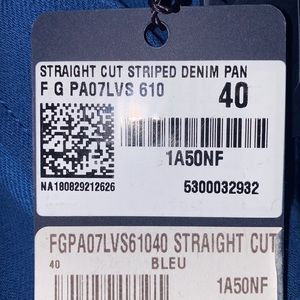 STRAIGHT CUT STRIPED DENIM PAN
F G PA07LVS 610
40
1A50NF
NA180829212626
5300032932
FGPA07LVS61040 STRAIGHT CUT
40
BLEU
1A50NF